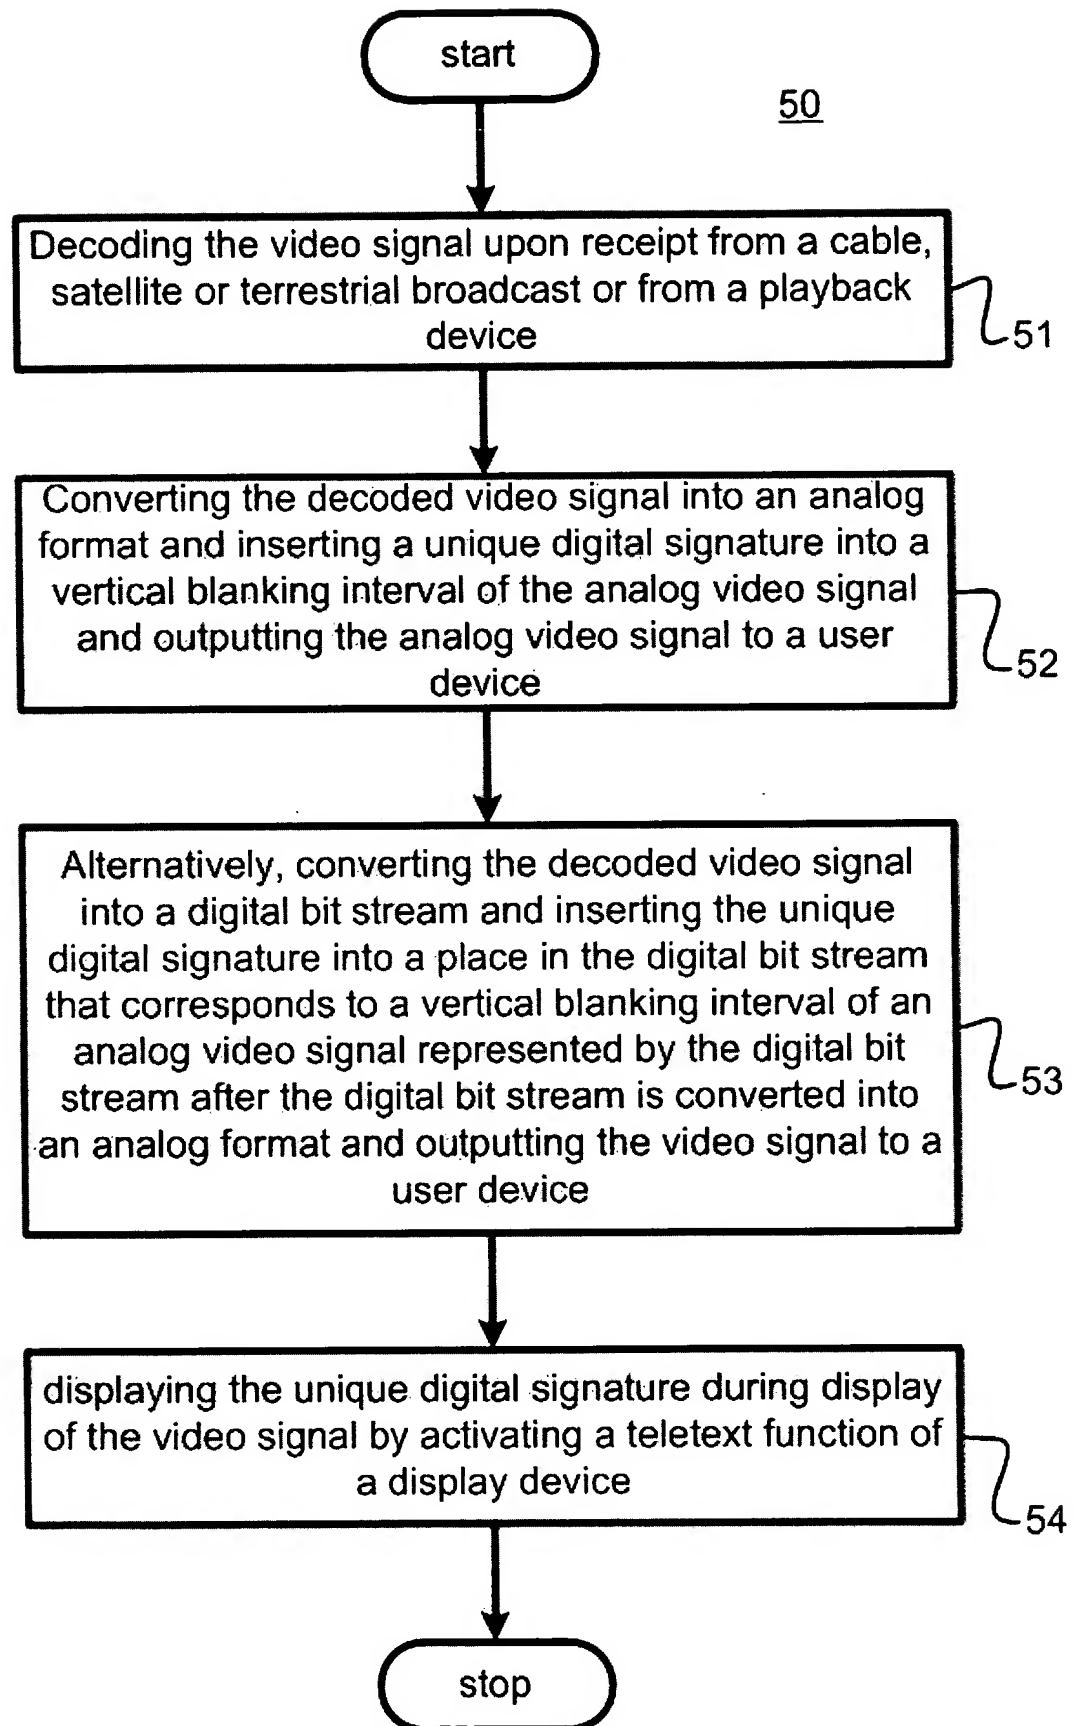 start
50
Decoding the video signal upon receipt from a cable,
satellite or terrestrial broadcast or from a playback
device
51
Converting the decoded video signal into an analog
format and inserting a unique digital signature into a
vertical blanking interval of the analog video signal
and outputting the analog video signal to a user
device
52
Alternatively, converting the decoded video signal
into a digital bit stream and inserting the unique
digital signature into a place in the digital bit stream
that corresponds to a vertical blanking interval of an
analog video signal represented by the digital bit
stream after the digital bit stream is converted into
an analog format and outputting the video signal to a
user device
53
displaying the unique digital signature during display
of the video signal by activating a teletext function of
a display device
54
stop